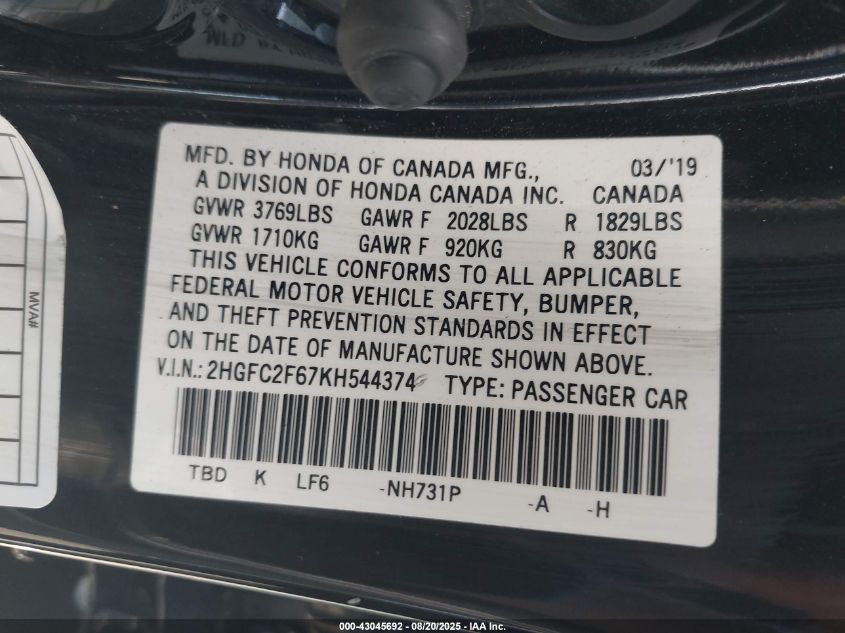 MFD. BY HONDA OF CANADA MFG., 03/'19
A DIVISION OF HONDA CANADA INC. CANADA
GVWR 3769LBS GAWR F 2028LBS R 1829LBS
GVWR 1710KG GAWR F 920KG R 830KG
THIS VEHICLE CONFORMS TO ALL APPLICABLE
FEDERAL MOTOR VEHICLE SAFETY, BUMPER,
AND THEFT PREVENTION STANDARDS IN EFFECT
ON THE DATE OF MANUFACTURE SHOWN ABOVE.
V.I.N.: 2HGFC2F67KH544374 TYPE: PASSENGER CAR
TBD K LF6 -NH731P -A -H
MVA#
000-43045692 - 08/20/2025 - IAA Inc.